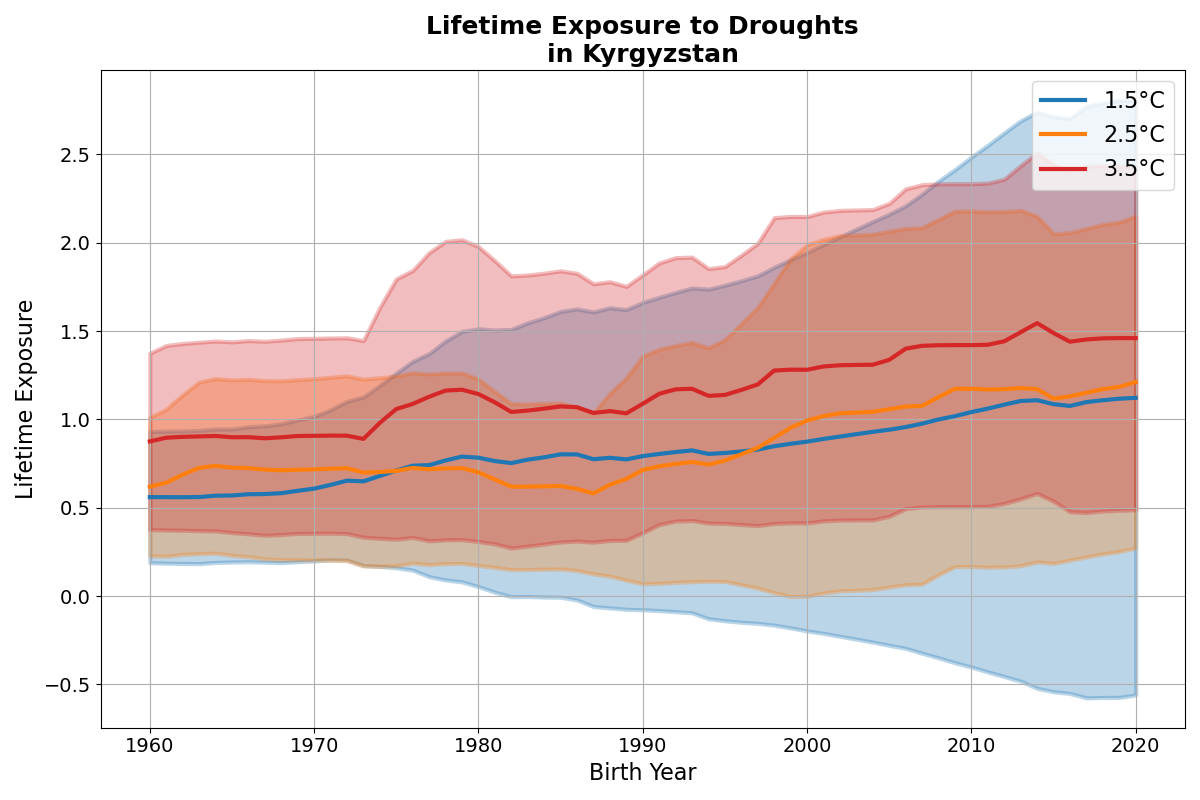 Lifetime Exposure to Droughts
in Kyrgyzstan
1.5°C
2.5°C
3.5°C
Lifetime Exposure
2.5
2.0
1.5
1.0
0.5
0.0
−0.5
1960 1970 1980 1990 2000 2010 2020
Birth Year